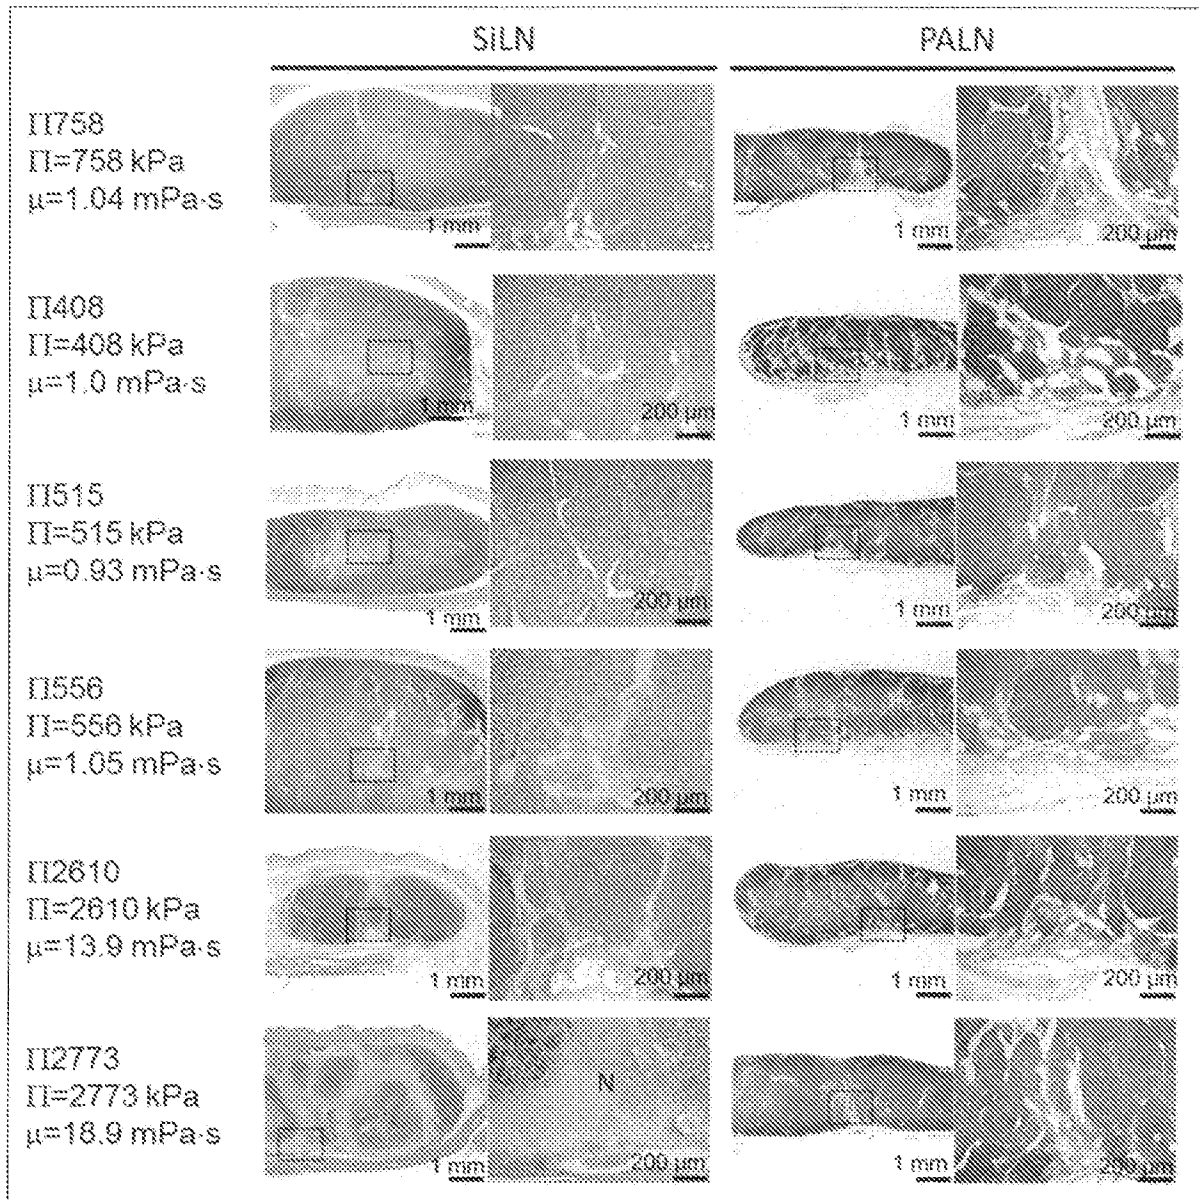 SiLN PALN
Π758
Π=758 kPa
μ=1.04 mPa·s
1 mm 1 mm 200 μm
Π408
Π=408 kPa
μ=1.0 mPa·s
1 mm 200 μm 1 mm 200 μm
Π515
Π=515 kPa
μ=0.93 mPa·s
1 mm 200 μm 1 mm 200 μm
Π556
Π=556 kPa
μ=1.05 mPa·s
1 mm 200 μm 1 mm 200 μm
Π2610
Π=2610 kPa
μ=13.9 mPa·s
1 mm 200 μm 1 mm 200 μm
Π2773
Π=2773 kPa
μ=18.9 mPa·s
N
1 mm 200 μm 1 mm 200 μm